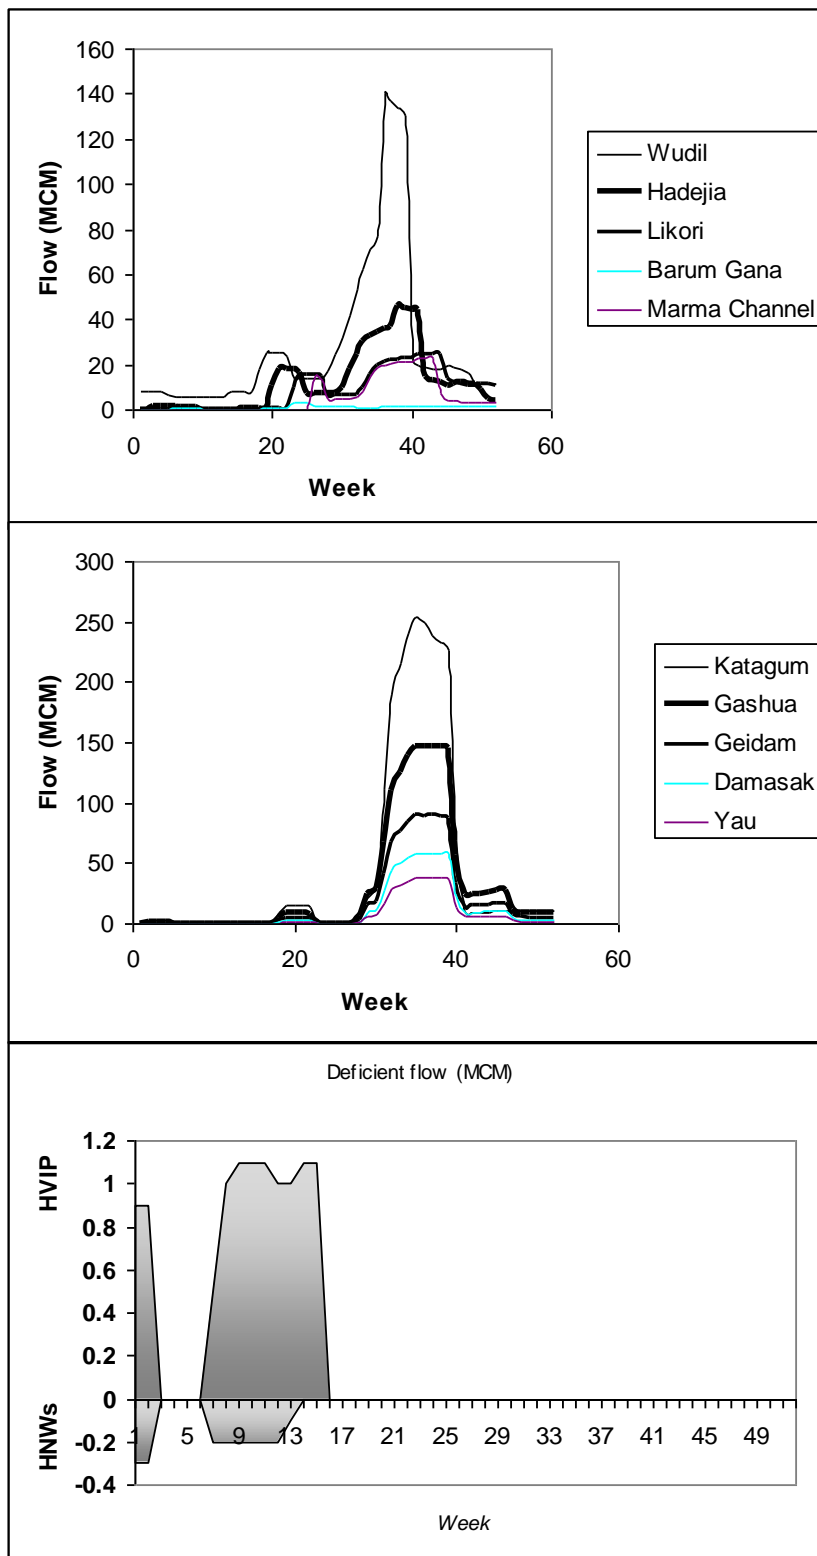 160
140
120
100
80
60
40
20
0
Flow (MCM)
0 20 40 60
Week
Wudil
Hadejia
Likori
Barum Gana
Marma Channel
300
250
200
150
100
50
0
Flow (MCM)
0 20 40 60
Week
Katagum
Gashua
Geidam
Damasak
Yau
Deficient flow (MCM)
1.2
1
0.8
0.6
0.4
0.2
0
-0.2
-0.4
HVIP
HNWs
1 5 9 13 17 21 25 29 33 37 41 45 49
Week